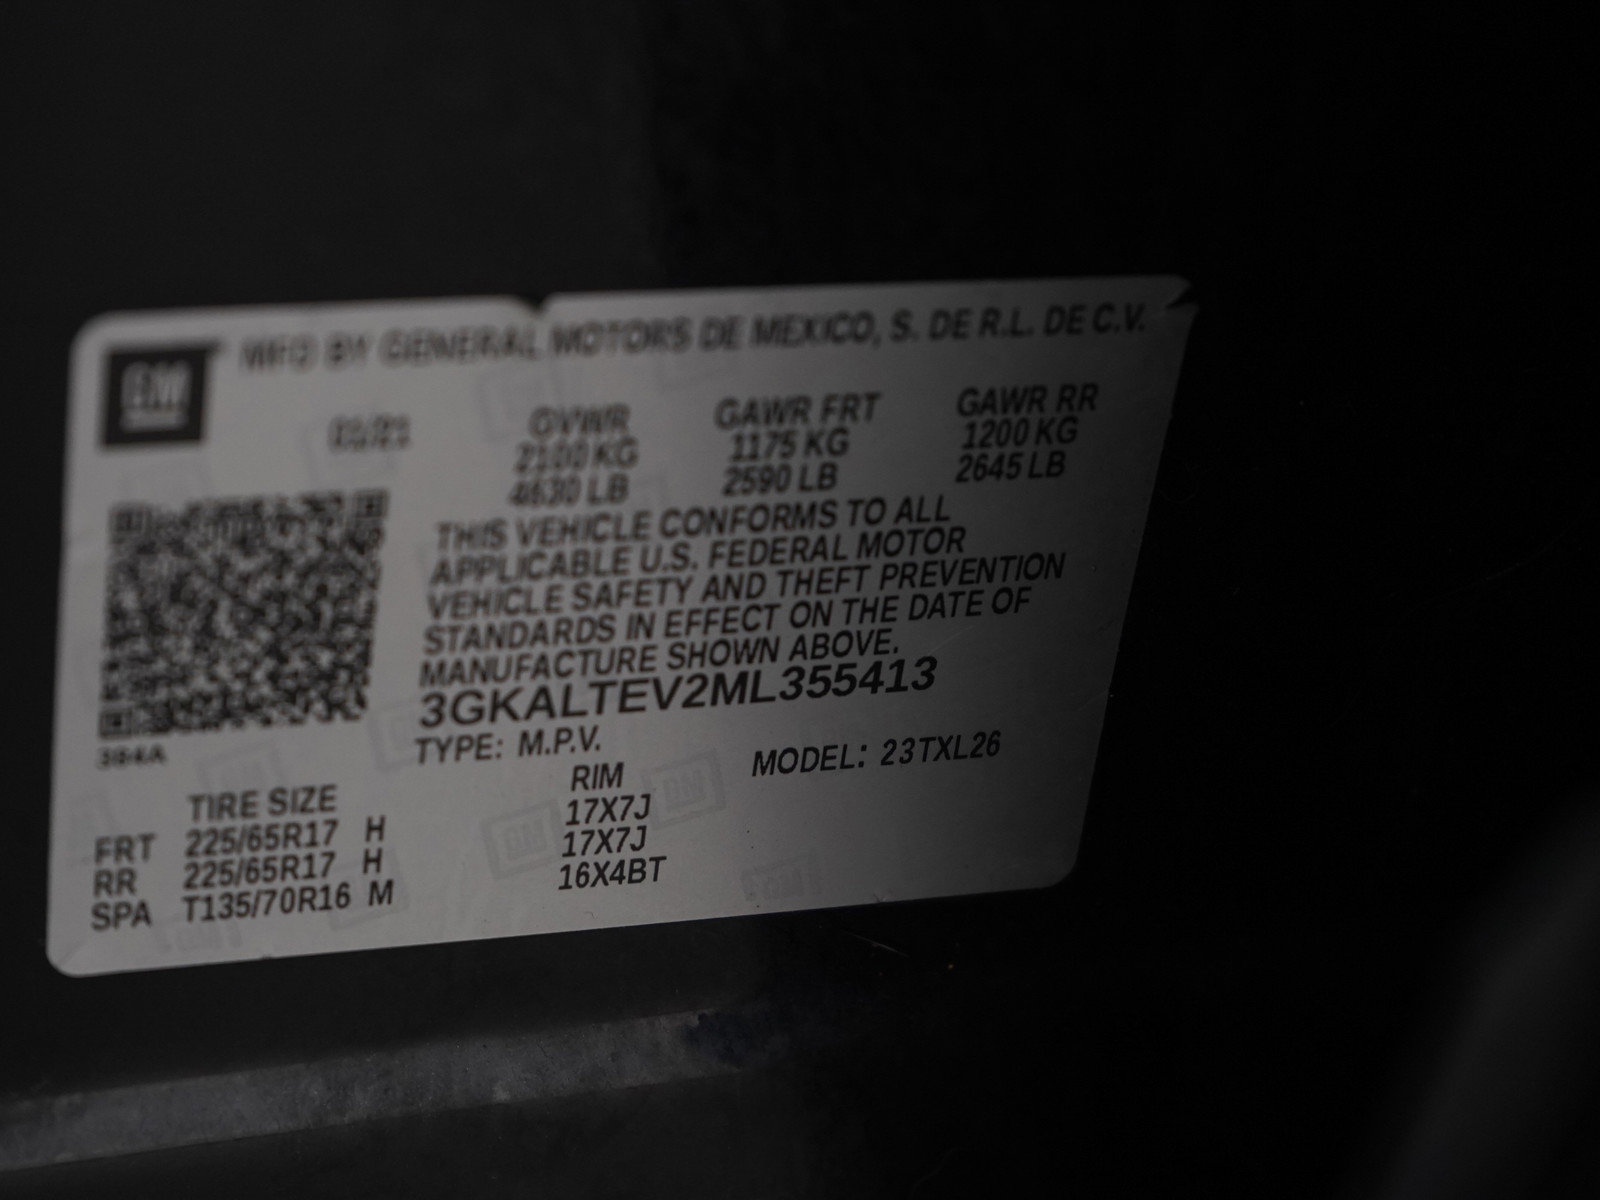 GM
MFD BY GENERAL MOTORS DE MEXICO, S. DE R.L. DE C.V.
GVWR GAWR FRT GAWR RR
2100 KG 1175 KG 1200 KG
4630 LB 2590 LB 2645 LB
THIS VEHICLE CONFORMS TO ALL
APPLICABLE U.S. FEDERAL MOTOR
VEHICLE SAFETY AND THEFT PREVENTION
STANDARDS IN EFFECT ON THE DATE OF
MANUFACTURE SHOWN ABOVE.
3GKALTEV2ML355413
TYPE: M.P.V. MODEL: 23TXL26
TIRE SIZE RIM
FRT 225/65R17 H 17X7J
RR 225/65R17 H 17X7J
SPA T135/70R16 M 16X4BT